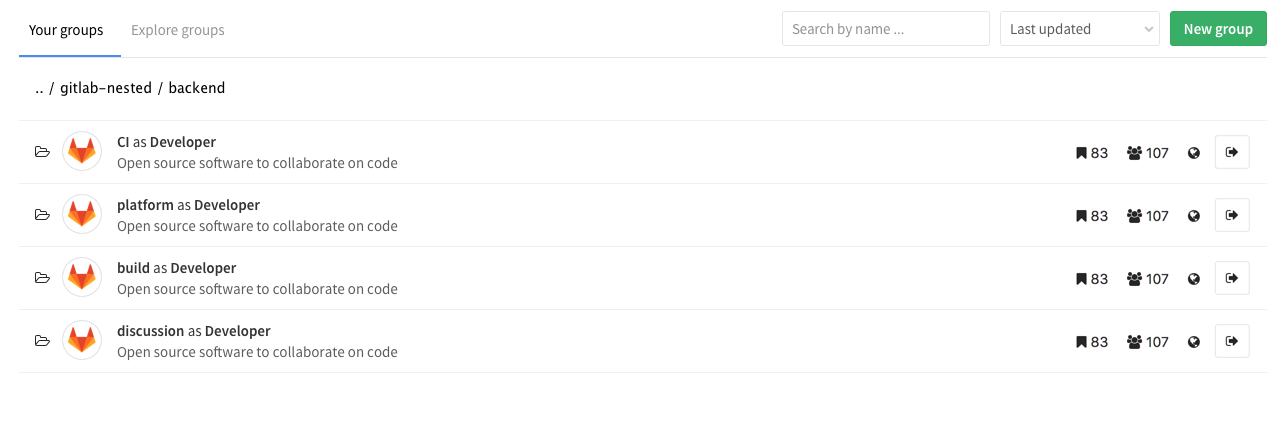 Your groups Explore groups Search by name ... Last updated New group
.. / gitlab-nested / backend
CI as Developer
Open source software to collaborate on code
83 107
platform as Developer
Open source software to collaborate on code
83 107
build as Developer
Open source software to collaborate on code
83 107
discussion as Developer
Open source software to collaborate on code
83 107